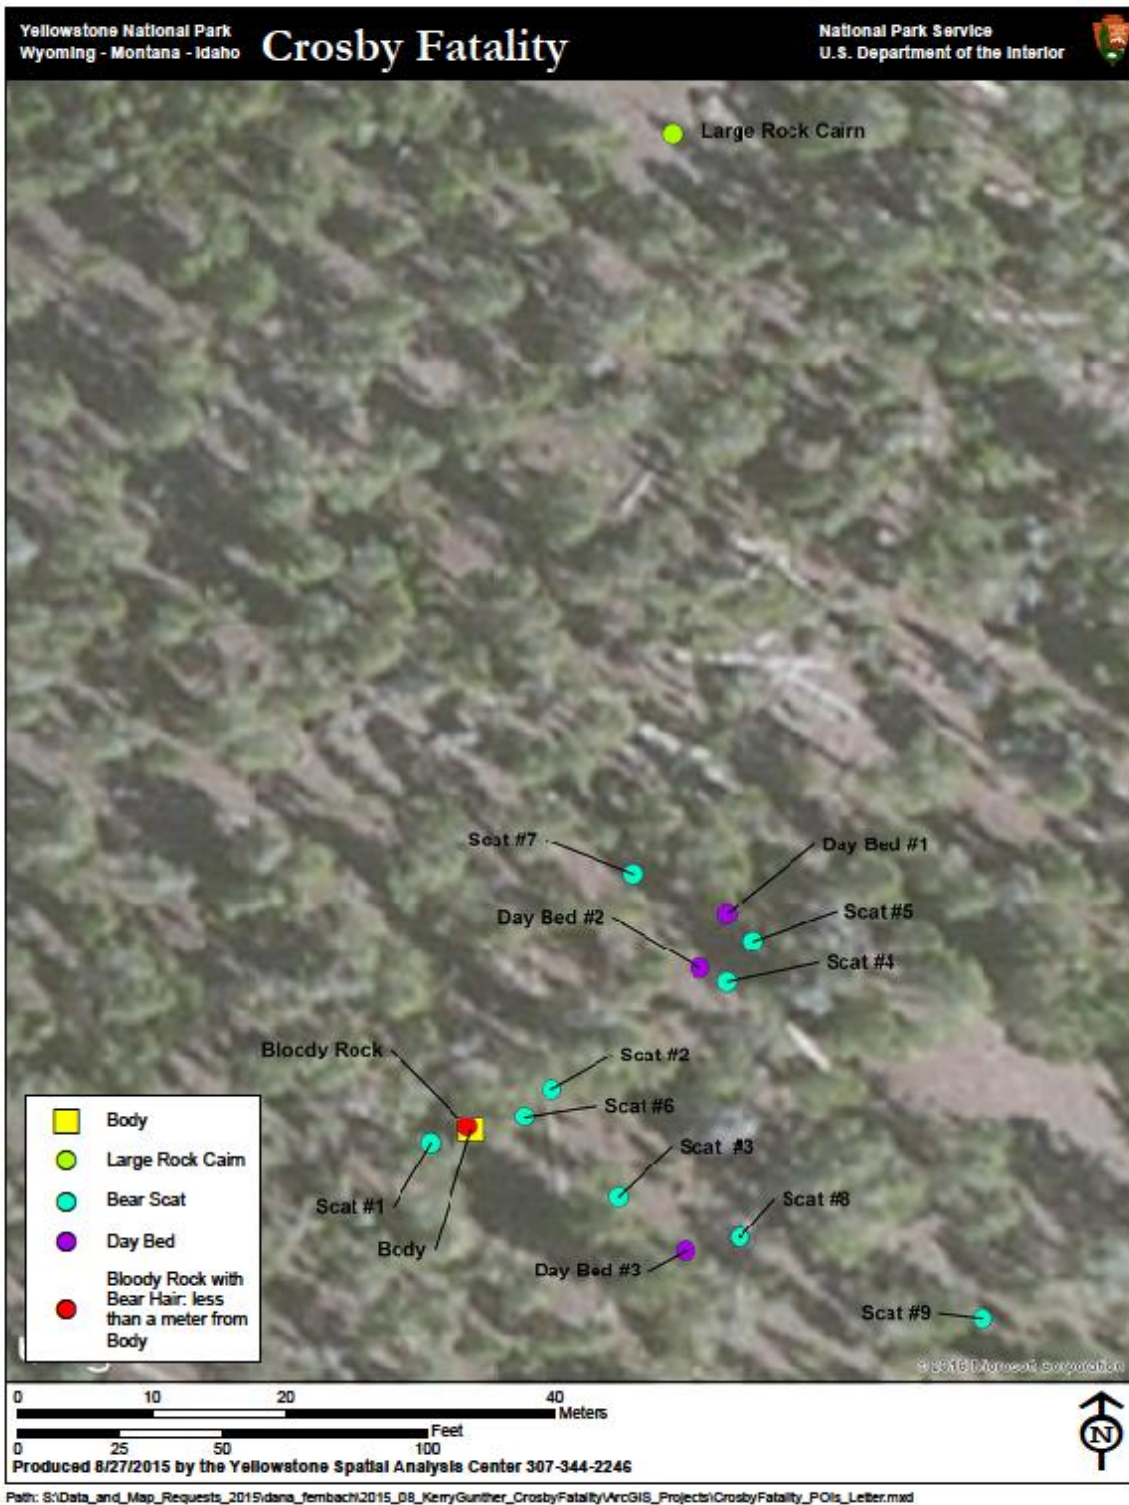 Yellowstone National Park
Wyoming - Montana - Idaho
Crosby Fatality
National Park Service
U.S. Department of the Interior
Large Rock Cairn
Scat #7
Day Bed #1
Day Bed #2
Scat #5
Scat #4
Bloody Rock
Scat #2
Scat #6
Scat #3
Scat #1
Scat #8
Body
Day Bed #3
Scat #9
Body
Large Rock Cairn
Bear Scat
Day Bed
Bloody Rock with
Bear Hair: less
than a meter from
Body
© 2015 Microsoft Corporation
0 10 20 40
Meters
Feet
0 25 50 100
N
Produced 8/27/2015 by the Yellowstone Spatial Analysis Center 307-344-2246
Path: S:\Data_and_Map_Requests_2015\dana_fernbach\2015_08_KerryGunther_CrosbyFatality\ArcGIS_Projects\CrosbyFatality_POIs_Letter.mxd